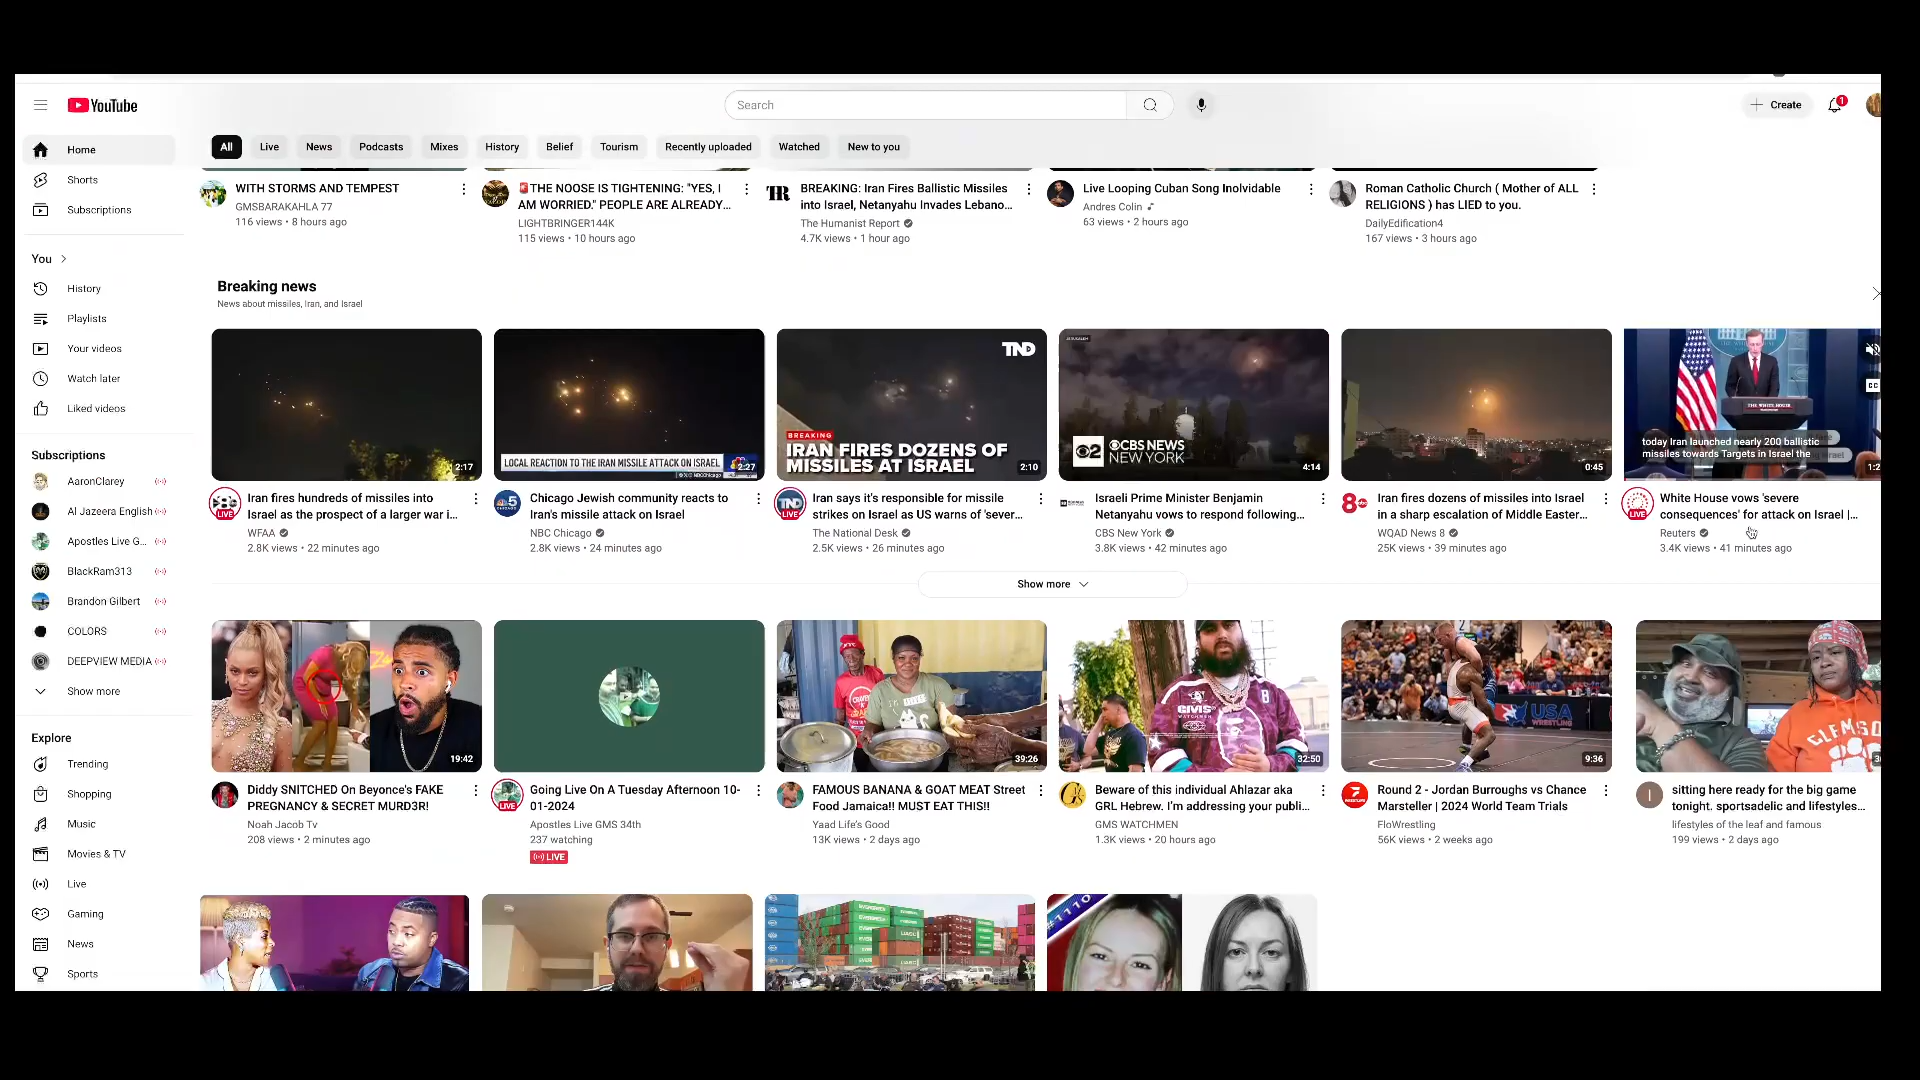 YouTube
Search
Create
1
Home
Shorts
Subscriptions
You
History
Playlists
Your videos
Watch later
Liked videos
Subscriptions
AaronClarey
Al Jazeera English
Apostles Live G...
BlackRam313
Brandon Gilbert
COLORS
DEEPVIEW MEDIA
Show more
Explore
Trending
Shopping
Music
Movies & TV
Live
Gaming
News
Sports
All
Live
News
Podcasts
Mixes
History
Belief
Tourism
Recently uploaded
Watched
New to you
WITH STORMS AND TEMPEST
GMSBARAKAHLA 77
116 views • 8 hours ago
🚨THE NOOSE IS TIGHTENING: "YES, I
AM WORRIED." PEOPLE ARE ALREADY...
LIGHTBRINGER144K
115 views • 10 hours ago
BREAKING: Iran Fires Ballistic Missiles
into Israel, Netanyahu Invades Lebano...
The Humanist Report
4.7K views • 1 hour ago
Live Looping Cuban Song Inolvidable
Andres Colin
63 views • 2 hours ago
Roman Catholic Church ( Mother of ALL
RELIGIONS ) has LIED to you.
DailyEdification4
167 views • 3 hours ago
Breaking news
News about missiles, Iran, and Israel
2:17
LIVE
Iran fires hundreds of missiles into
Israel as the prospect of a larger war i...
WFAA
2.8K views • 22 minutes ago
LOCAL REACTION TO THE IRAN MISSILE ATTACK ON ISRAEL
2:27
Chicago Jewish community reacts to
Iran's missile attack on Israel
NBC Chicago
2.8K views • 24 minutes ago
TND
BREAKING
IRAN FIRES DOZENS OF
MISSILES AT ISRAEL
2:10
LIVE
Iran says it's responsible for missile
strikes on Israel as US warns of 'sever...
The National Desk
2.5K views • 26 minutes ago
JERUSALEM
2
CBS NEWS
NEW YORK
4:14
Israeli Prime Minister Benjamin
Netanyahu vows to respond following...
CBS New York
3.8K views • 42 minutes ago
0:45
Iran fires dozens of missiles into Israel
in a sharp escalation of Middle Easter...
WQAD News 8
25K views • 39 minutes ago
CC
THE WHITE HOUSE
today Iran launched nearly 200 ballistic
missiles towards Targets in Israel the
1:2
LIVE
White House vows 'severe
consequences' for attack on Israel |...
Reuters
3.4K views • 41 minutes ago
Show more
19:42
Diddy SNITCHED On Beyonce's FAKE
PREGNANCY & SECRET MURD3R!
Noah Jacob Tv
208 views • 2 minutes ago
LIVE
Going Live On A Tuesday Afternoon 10-
01-2024
Apostles Live GMS 34th
237 watching
LIVE
39:26
FAMOUS BANANA & GOAT MEAT Street
Food Jamaica!! MUST EAT THIS!!
Yaad Life's Good
13K views • 2 days ago
GMS
WATCHMEN
32:50
Beware of this individual Ahlazar aka
GRL Hebrew. I'm addressing your publi...
GMS WATCHMEN
1.3K views • 20 hours ago
USA
WRESTLING
9:36
Round 2 - Jordan Burroughs vs Chance
Marsteller | 2024 World Team Trials
FloWrestling
56K views • 2 weeks ago
CLEMSO
sitting here ready for the big game
tonight. sportsadelic and lifestyles...
lifestyles of the leaf and famous
199 views • 2 days ago
#1110